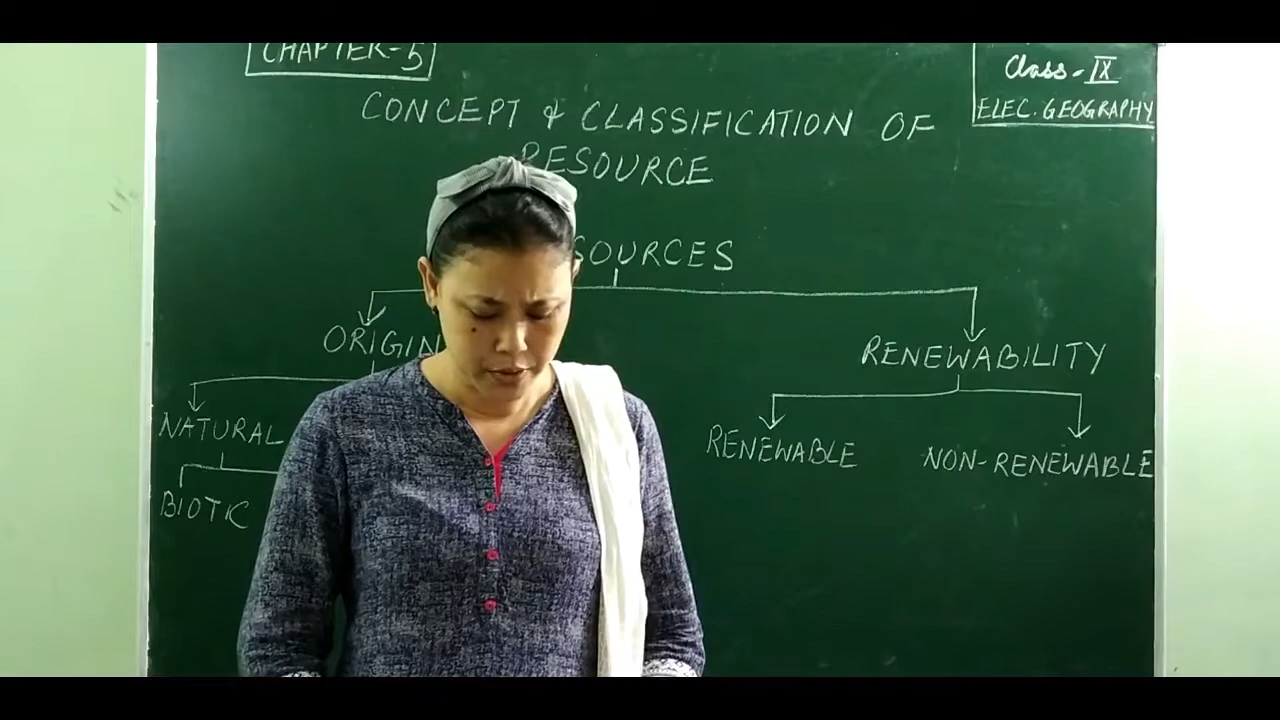 CHAPTER-5
Class-IX
ELEC. GEOGRAPHY
CONCEPT & CLASSIFICATION OF
RESOURCE
SOURCES
ORIGIN
RENEWABILITY
NATURAL
RENEWABLE
NON-RENEWABLE
BIOTIC